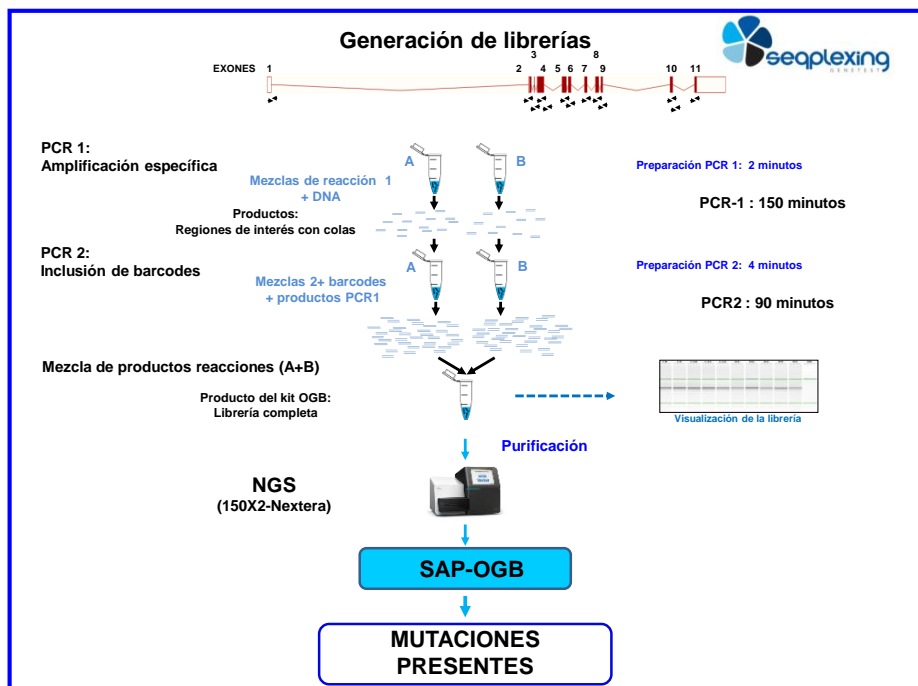 Generación de librerías
seqplexing
GENETEST
EXONES 1 2 3 4 5 6 7 8 9 10 11
PCR 1:
Amplificación específica
A B
Preparación PCR 1: 2 minutos
Mezclas de reacción 1
+ DNA
PCR-1 : 150 minutos
Productos:
Regiones de interés con colas
PCR 2:
Inclusión de barcodes
A B
Preparación PCR 2: 4 minutos
Mezclas 2+ barcodes
+ productos PCR1
PCR2 : 90 minutos
Mezcla de productos reacciones (A+B)
Producto del kit OGB:
Librería completa
Visualización de la librería
Purificación
NGS
(150X2-Nextera)
SAP-OGB
MUTACIONES
PRESENTES